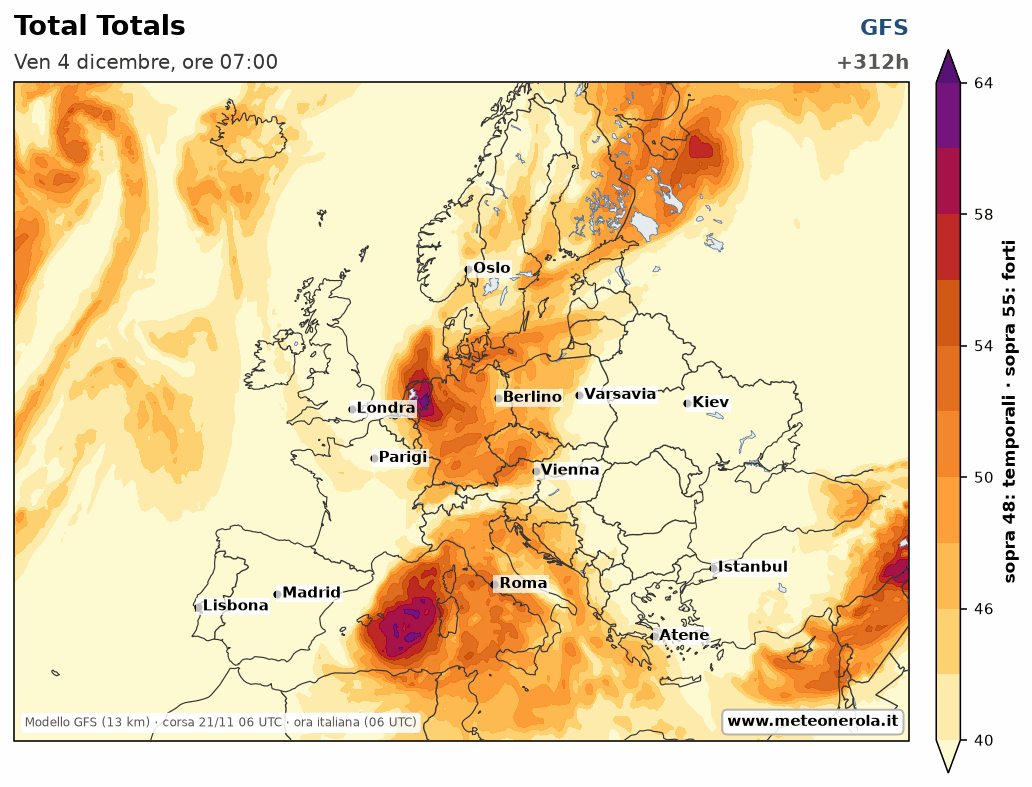 Total Totals
GFS
Ven 4 dicembre, ore 07:00
+312h
Oslo
Londra
Berlino
Varsavia
Kiev
Parigi
Vienna
Istanbul
Madrid
Roma
Lisbona
Atene
Modello GFS (13 km) · corsa 21/11 06 UTC · ora italiana (06 UTC)
www.meteonerola.it
64
58
54
50
46
40
sopra 48: temporali · sopra 55: forti